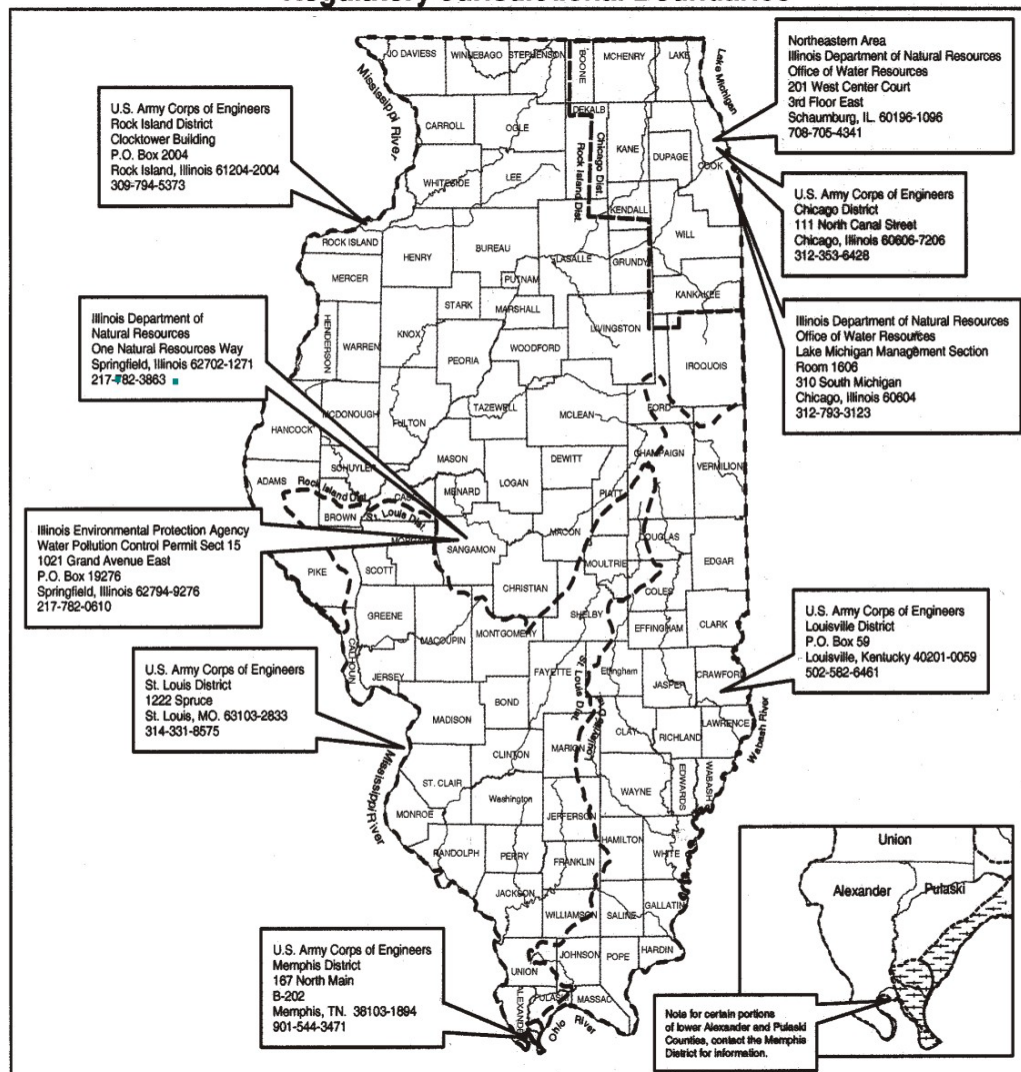 Regulatory Jurisdictional Boundaries
Northeastern Area
Illinois Department of Natural Resources
Office of Water Resources
201 West Center Court
3rd Floor East
Schaumburg, IL. 60196-1096
708-705-4341
U.S. Army Corps of Engineers
Rock Island District
Clocktower Building
P.O. Box 2004
Rock Island, Illinois 61204-2004
309-794-5373
U.S. Army Corps of Engineers
Chicago District
111 North Canal Street
Chicago, Illinois 60606-7206
312-353-6428
Illinois Department of
Natural Resources
One Natural Resources Way
Springfield, Illinois 62702-1271
217-782-3863
Illinois Department of Natural Resources
Office of Water Resources
Lake Michigan Management Section
Room 1606
310 South Michigan
Chicago, Illinois 60604
312-793-3123
Illinois Environmental Protection Agency
Water Pollution Control Permit Sect 15
1021 Grand Avenue East
P.O. Box 19276
Springfield, Illinois 62794-9276
217-782-0610
U.S. Army Corps of Engineers
Louisville District
P.O. Box 59
Louisville, Kentucky 40201-0059
502-582-6461
U.S. Army Corps of Engineers
St. Louis District
1222 Spruce
St. Louis, MO. 63103-2833
314-331-8575
U.S. Army Corps of Engineers
Memphis District
167 North Main
B-202
Memphis, TN. 38103-1894
901-544-3471
JO DAVIESS
WINNEBAGO
STEPHENSON
BOONE
MCHENRY
LAKE
Lake Michigan
Mississippi River
CARROLL
OGLE
DEKALB
KANE
DUPAGE
COOK
Chicago Dist.
Rock Island Dist.
WHITESIDE
LEE
KENDALL
WILL
ROCK ISLAND
HENRY
BUREAU
LASALLE
GRUNDY
MERCER
PUTNAM
KANKAKEE
STARK
MARSHALL
LIVINGSTON
HENDERSON
WARREN
KNOX
PEORIA
WOODFORD
IROQUOIS
MCDONOUGH
FULTON
TAZEWELL
MCLEAN
FORD
HANCOCK
MASON
DEWITT
CHAMPAIGN
VERMILION
SCHUYLER
LOGAN
ADAMS
Rock Island Dist.
CASS
MENARD
PIATT
BROWN
St. Louis Dist.
SANGAMON
MACON
DOUGLAS
EDGAR
PIKE
SCOTT
CHRISTIAN
MOULTRIE
COLES
GREENE
MACOUPIN
MONTGOMERY
SHELBY
EFFINGHAM
CLARK
CALHOUN
JERSEY
FAYETTE
St. Louis Dist.
Effingham
JASPER
CRAWFORD
BOND
MADISON
CLAY
RICHLAND
LAWRENCE
Wabash River
CLINTON
MARION
Mississippi River
ST. CLAIR
Washington
WAYNE
EDWARDS
WABASH
MONROE
JEFFERSON
RANDOLPH
PERRY
HAMILTON
WHITE
FRANKLIN
JACKSON
WILLIAMSON
SALINE
GALLATIN
UNION
JOHNSON
POPE
HARDIN
ALEXANDER
PULASKI
MASSAC
Ohio River
Union
Alexander
Pulaski
Note for certain portions
of lower Alexander and Pulaski
Counties, contact the Memphis
District for information.